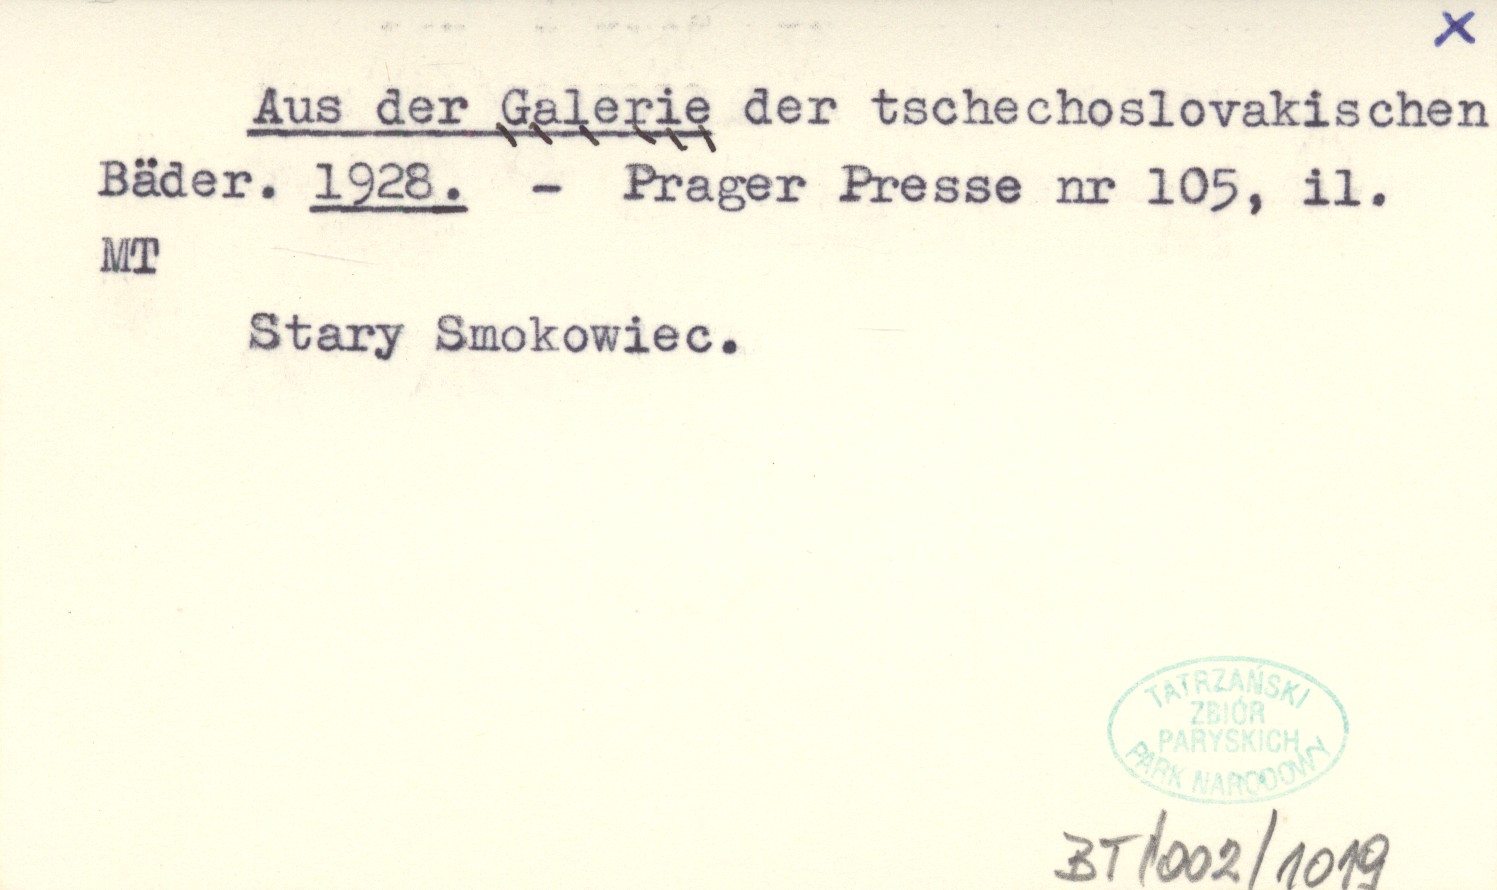 x
Aus der Galerie der tschechoslovakischen
Bäder. 1928. - Prager Presse nr 105, il.
MT
Stary Smokowiec.
TATRZAŃSKI
ZBIÓR
PARYSKICH
PARK NARODOWY
BT/002/1019